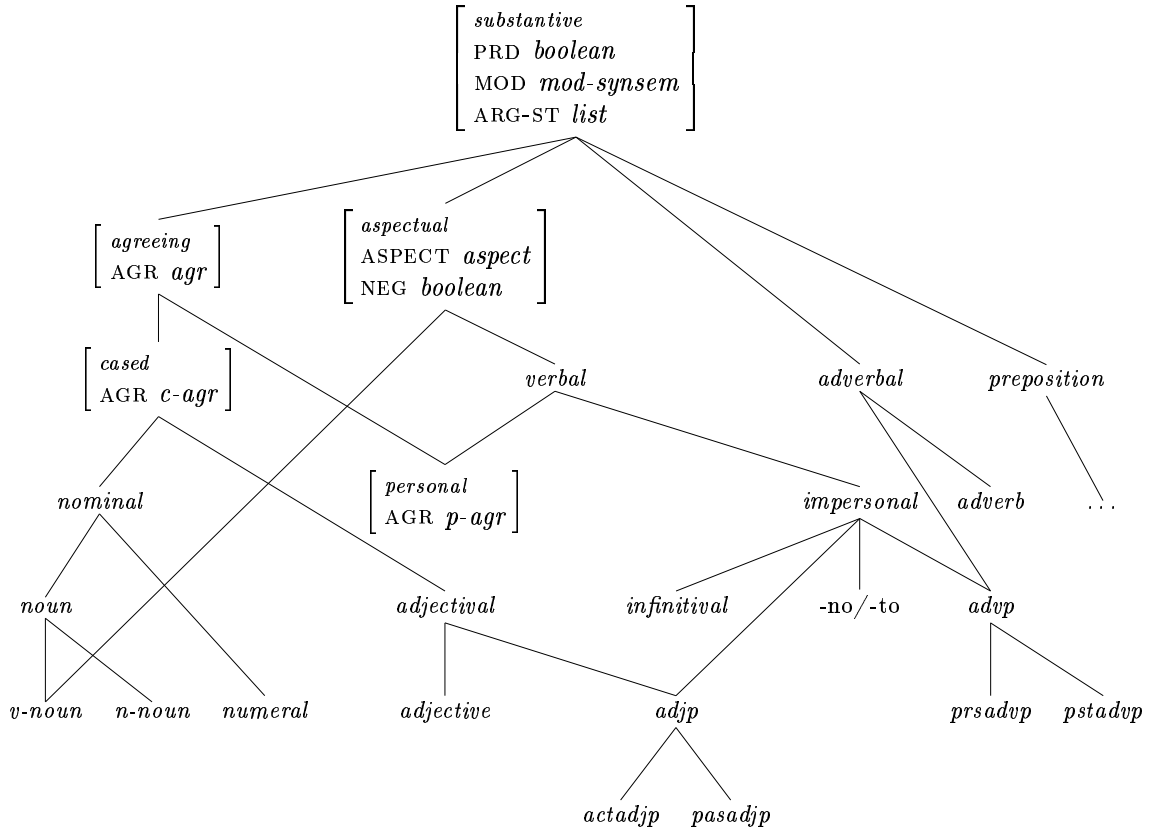 substantive
PRD boolean
MOD mod-synsem
ARG-ST list
agreeing
AGR agr
aspectual
ASPECT aspect
NEG boolean
cased
AGR c-agr
verbal
adverbal
preposition
nominal
personal
AGR p-agr
impersonal
adverb
...
noun
adjectival
infinitival
-no/-to
advp
v-noun
n-noun
numeral
adjective
adjp
prsadvp
pstadvp
actadjp
pasadjp